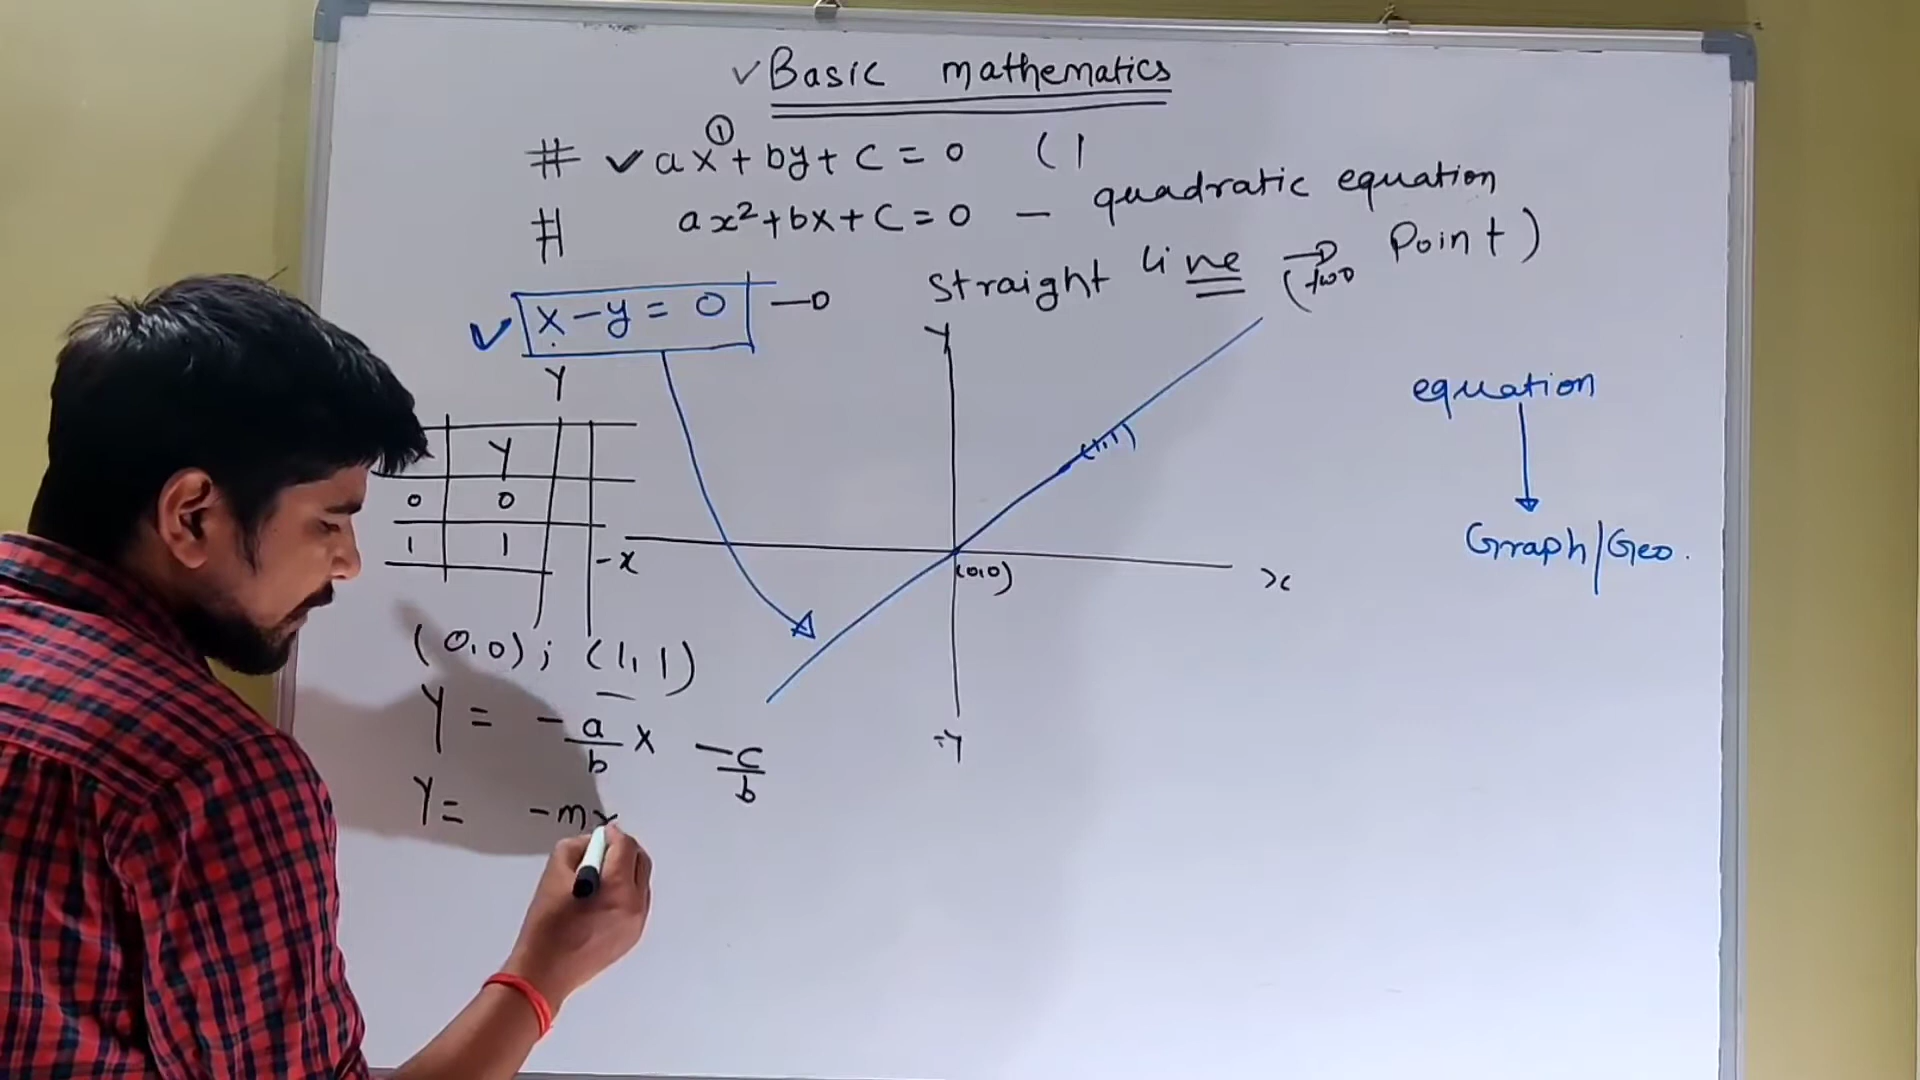 ✓ Basic mathematics
# ✓ ax① + by + c = 0 (1
# ax² + bx + c = 0 — quadratic equation
straight line → (two Point)
✓ x - y = 0 —0
Y
Y
equation
Y
(1,1)
0 0
1 1
Graph/Geo.
-x
(0,0)
x
(0,0) ; (1,1)
Y = -a/b x -c/b
-Y
Y = -mx